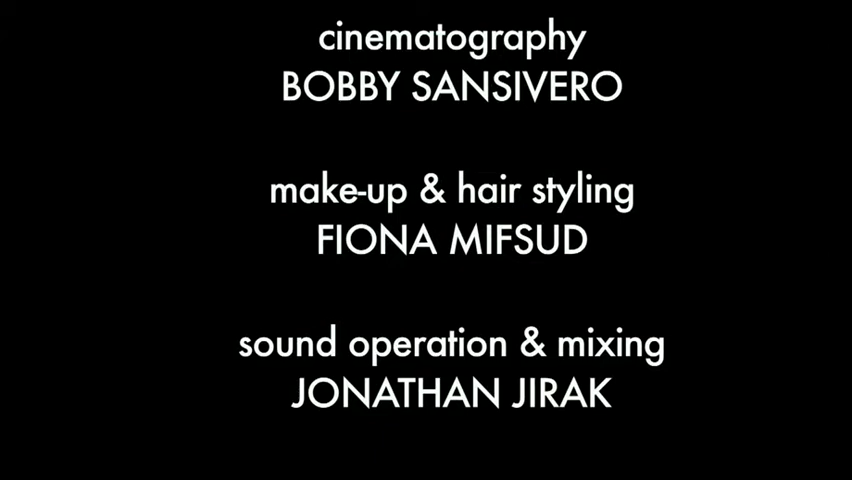 cinematography
BOBBY SANSIVERO
make-up & hair styling
FIONA MIFSUD
sound operation & mixing
JONATHAN JIRAK